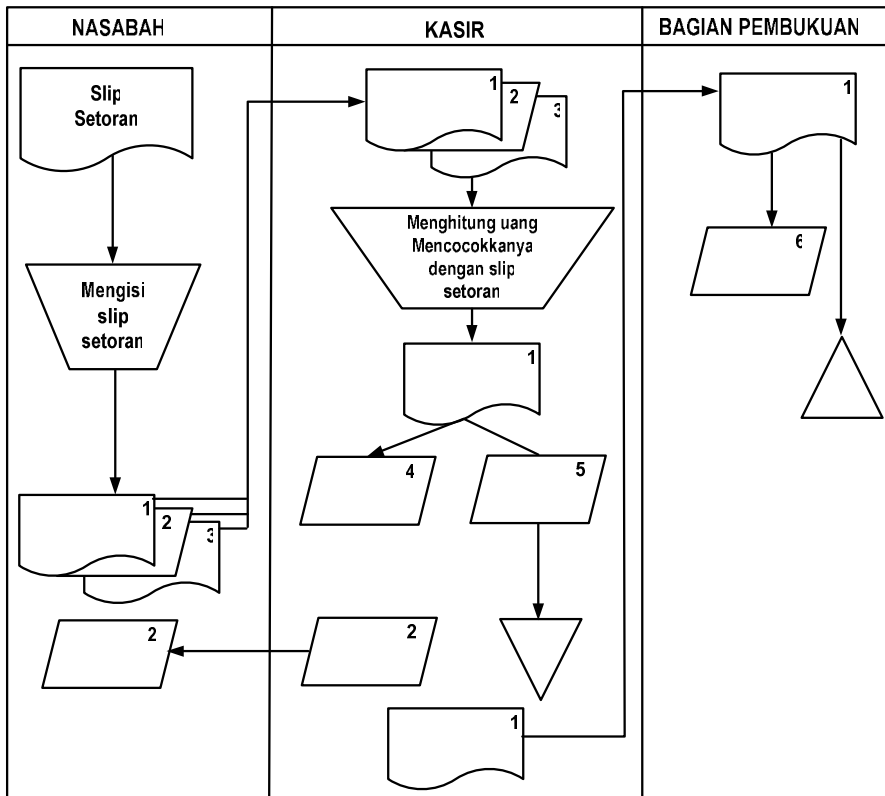 NASABAH
KASIR
BAGIAN PEMBUKUAN
Slip
Setoran
Mengisi
slip
setoran
1
2
3
2
1
2
3
Menghitung uang
Mencocokkanya
dengan slip
setoran
1
4
5
2
1
1
6